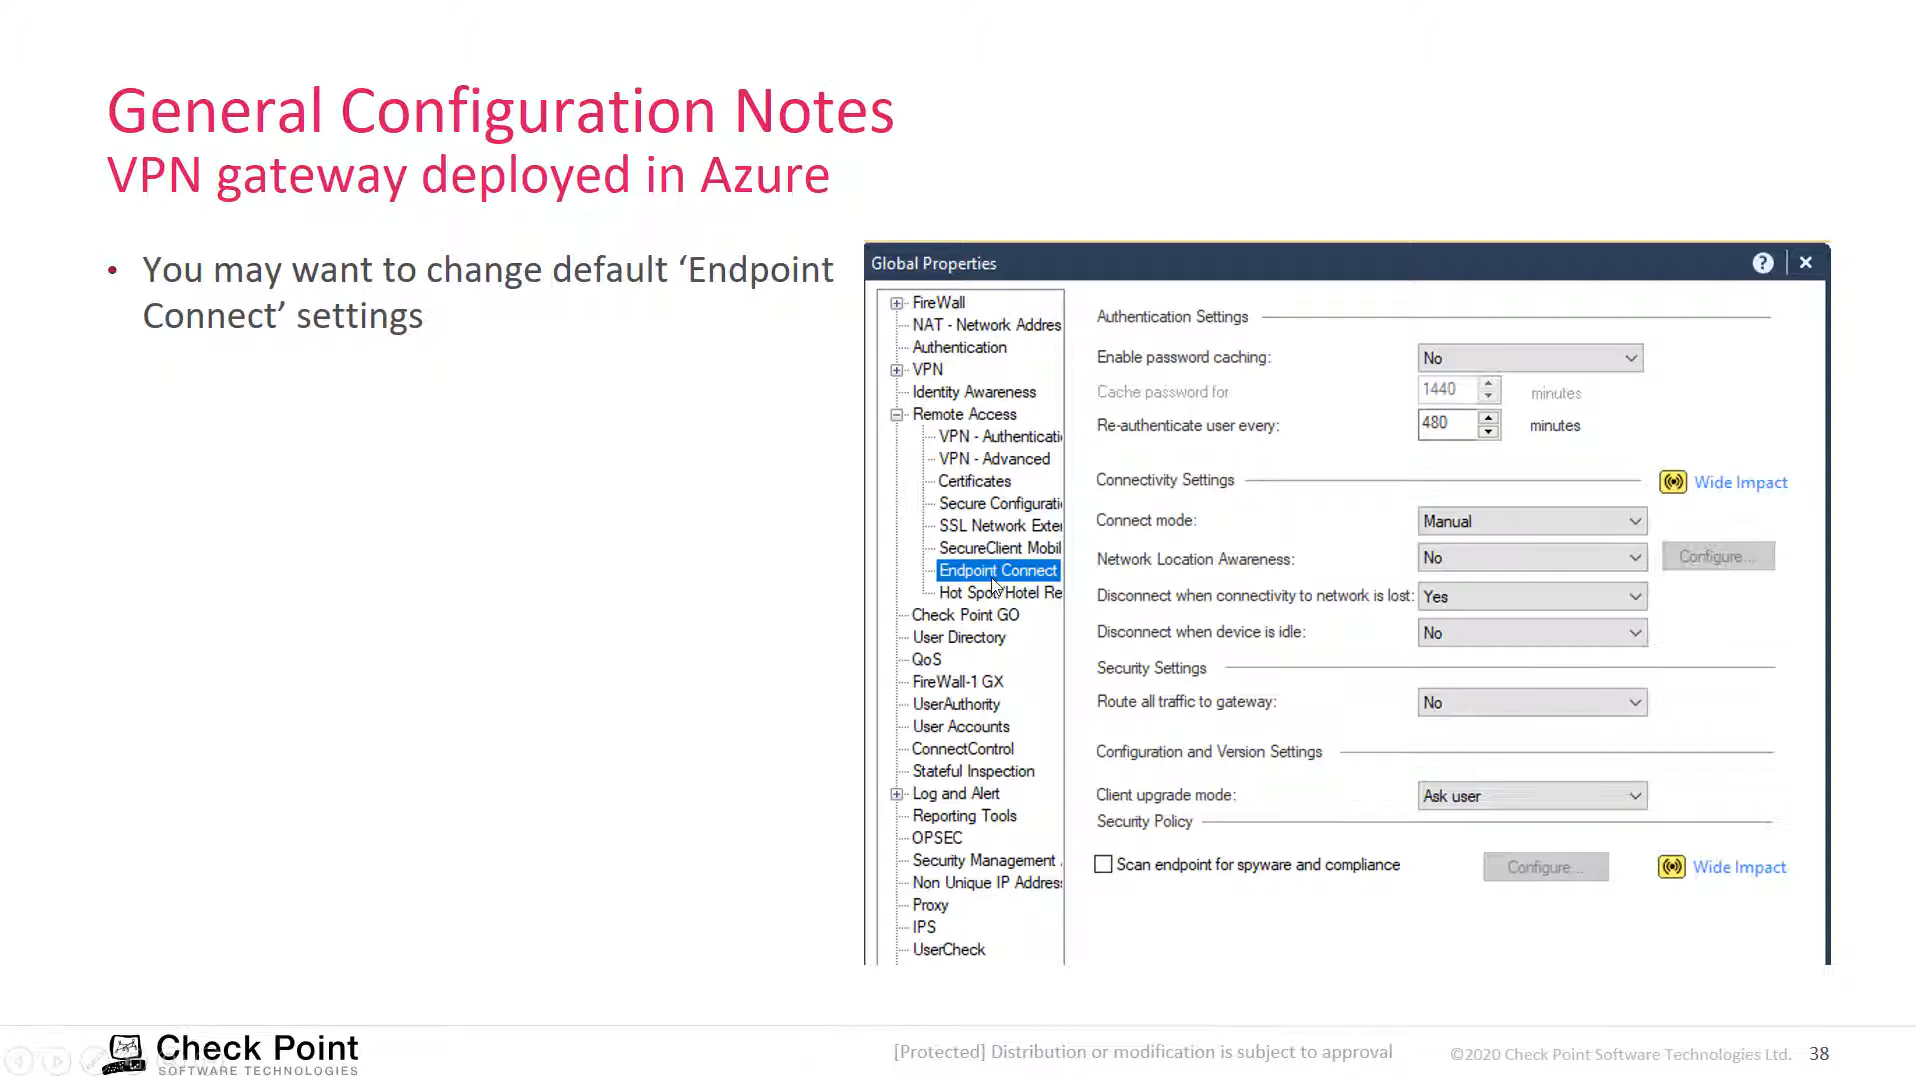 General Configuration Notes
VPN gateway deployed in Azure
• You may want to change default ‘Endpoint
Connect’ settings
Global Properties
FireWall
NAT - Network Addres
Authentication
VPN
Identity Awareness
Remote Access
VPN - Authenticati
VPN - Advanced
Certificates
Secure Configurati
SSL Network Exter
SecureClient Mobil
Endpoint Connect
Hot Spot/Hotel Re
Check Point GO
User Directory
QoS
FireWall-1 GX
UserAuthority
User Accounts
ConnectControl
Stateful Inspection
Log and Alert
Reporting Tools
OPSEC
Security Management
Non Unique IP Address
Proxy
IPS
UserCheck
Authentication Settings
Enable password caching: No
Cache password for 1440 minutes
Re-authenticate user every: 480 minutes
Connectivity Settings Wide Impact
Connect mode: Manual
Network Location Awareness: No Configure...
Disconnect when connectivity to network is lost: Yes
Disconnect when device is idle: No
Security Settings
Route all traffic to gateway: No
Configuration and Version Settings
Client upgrade mode: Ask user
Security Policy
Scan endpoint for spyware and compliance Configure... Wide Impact
Check Point
SOFTWARE TECHNOLOGIES
[Protected] Distribution or modification is subject to approval
©2020 Check Point Software Technologies Ltd. 38